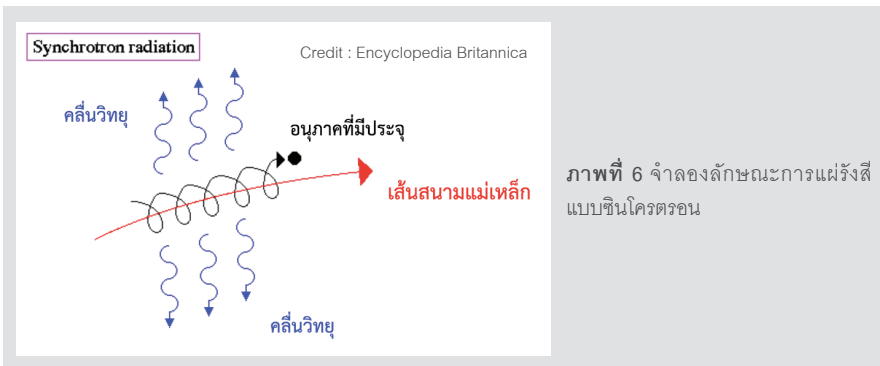 Synchrotron radiation
Credit : Encyclopedia Britannica
คลื่นวิทยุ
อนุภาคที่มีประจุ
เส้นสนามแม่เหล็ก
คลื่นวิทยุ
ภาพที่ 6 จำลองลักษณะการแผ่รังสี
แบบซินโครตรอน